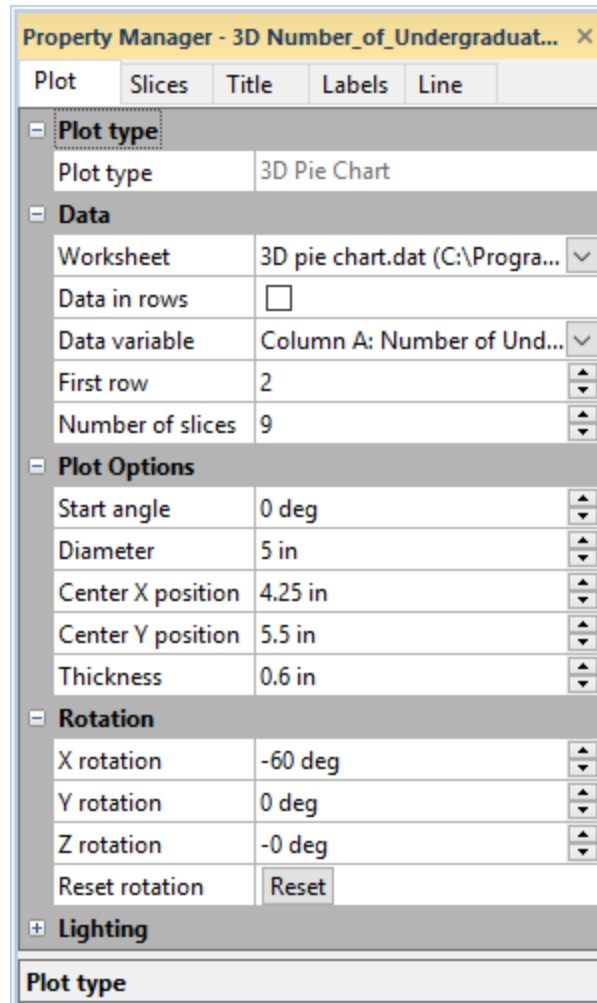 Property Manager - 3D Number_of_Undergraduat...
Plot Slices Title Labels Line
Plot type
Plot type 3D Pie Chart
Data
Worksheet 3D pie chart.dat (C:\Progra...
Data in rows
Data variable Column A: Number of Und...
First row 2
Number of slices 9
Plot Options
Start angle 0 deg
Diameter 5 in
Center X position 4.25 in
Center Y position 5.5 in
Thickness 0.6 in
Rotation
X rotation -60 deg
Y rotation 0 deg
Z rotation -0 deg
Reset rotation Reset
Lighting
Plot type